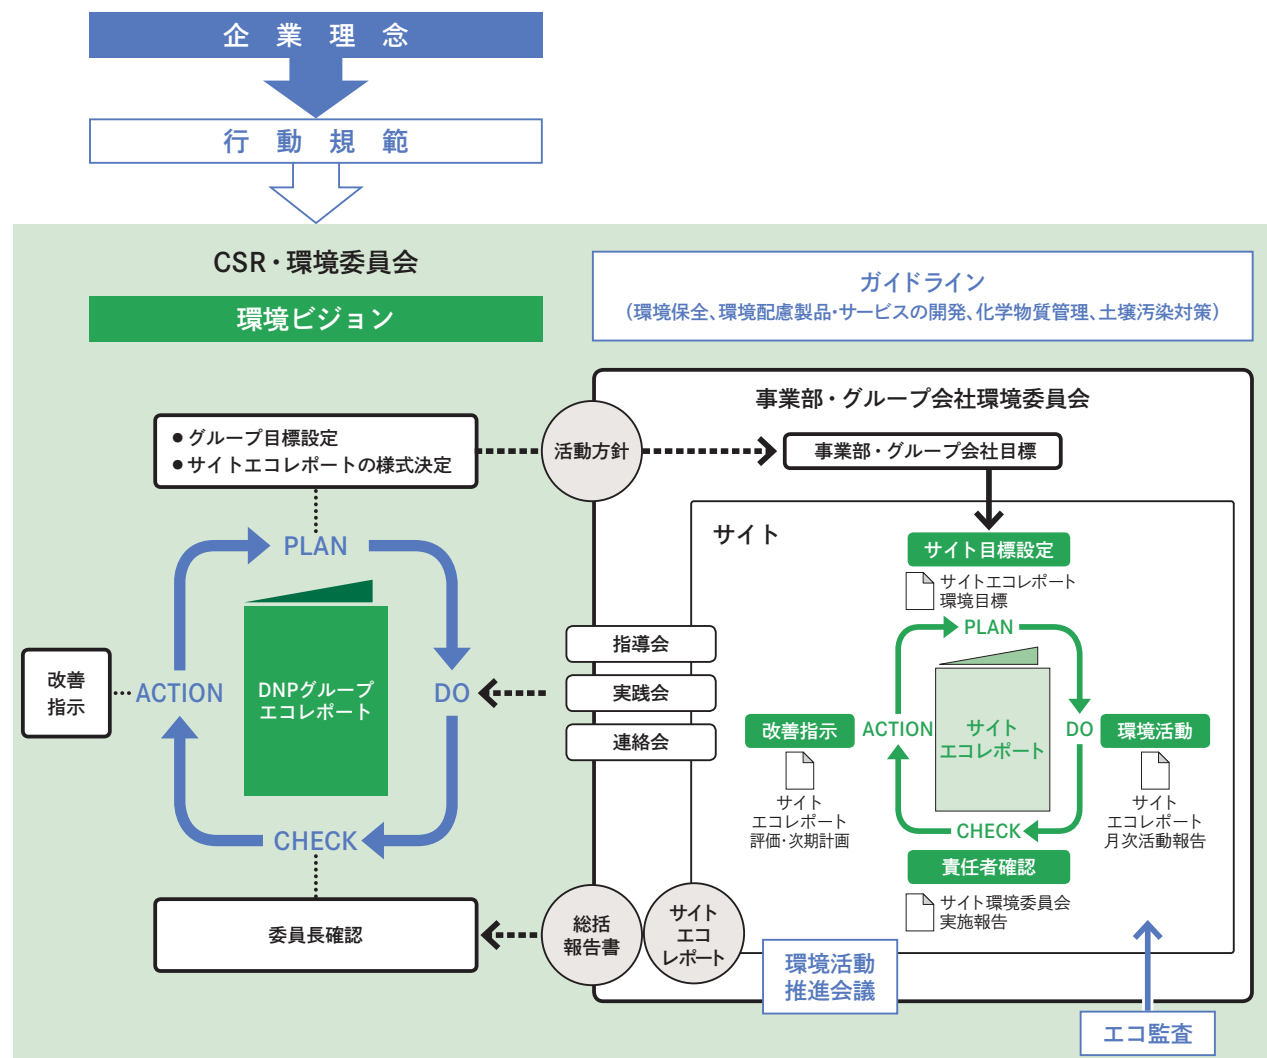 企業理念
行動規範
CSR・環境委員会
環境ビジョン
ガイドライン
（環境保全、環境配慮製品・サービスの開発、化学物質管理、土壌汚染対策）
● グループ目標設定
● サイトエコレポートの様式決定
活動方針
事業部・グループ会社環境委員会
事業部・グループ会社目標
サイト
サイト目標設定
サイトエコレポート
環境目標
PLAN
DO
CHECK
ACTION
DNPグループ
エコレポート
改善
指示
指導会
実践会
連絡会
PLAN
DO
CHECK
ACTION
サイト
エコレポート
改善指示
サイト
エコレポート
評価・次期計画
環境活動
サイト
エコレポート
月次活動報告
責任者確認
サイト環境委員会
実施報告
委員長確認
総括
報告書
サイト
エコ
レポート
環境活動
推進会議
エコ監査